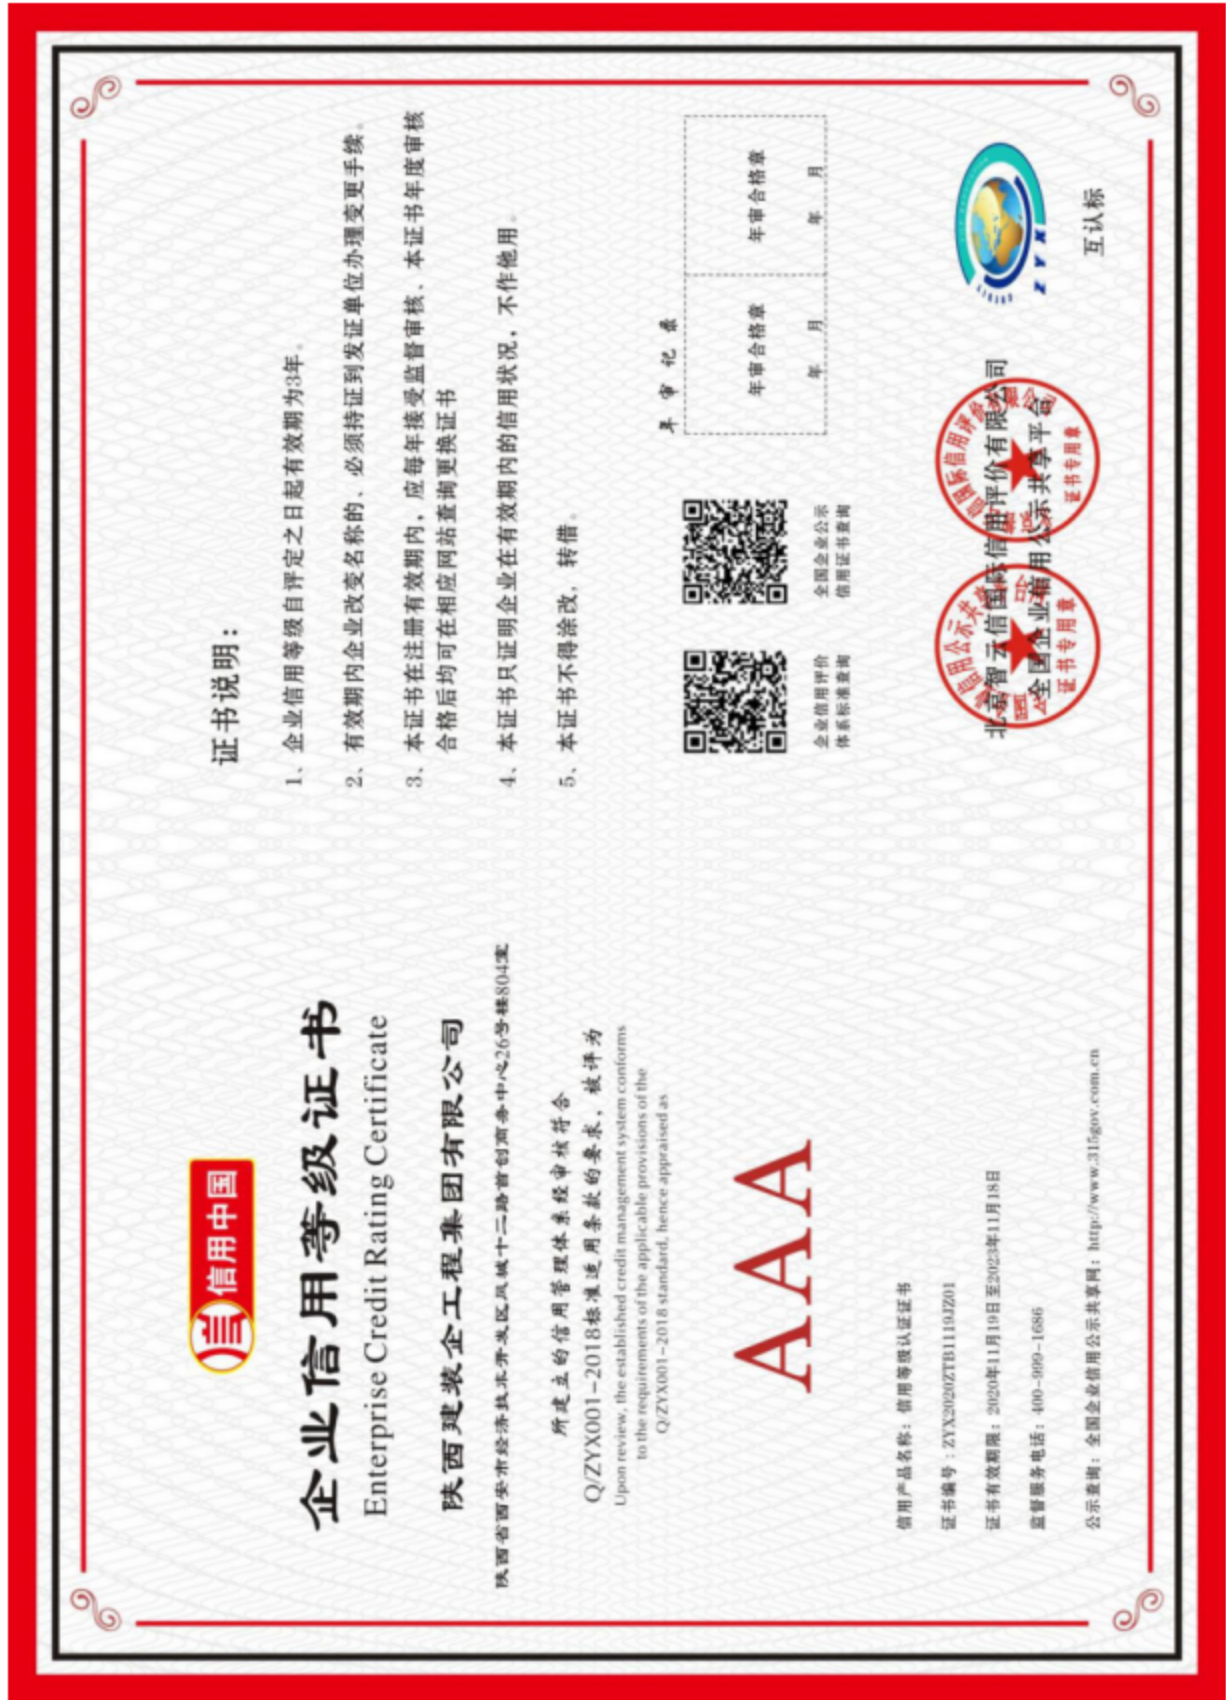 信用中国
企业信用等级证书
Enterprise Credit Rating Certificate
陕西建装企工程集团有限公司
陕西省西安市经济技术开发区凤城十二路首创商务中心26号楼804室
所建立的信用管理体系经审核符合
Q/ZYX001-2018标准适用条款的要求，被评为
Upon review, the established credit management system conforms
to the requirements of the applicable provisions of the
Q/ZYX001-2018 standard, hence appraised as
AAA
信用产品名称：信用等级认证证书
证书编号：ZYX2020ZTB1119JZ01
证书有效期限：2020年11月19日至2023年11月18日
监督服务电话：400-999-1686
公示查询：全国企业信用公示共享网：http://www.315gov.com.cn
证书说明：
1、企业信用等级自评定之日起有效期为3年。
2、有效期内企业改变名称的、必须持证到发证单位办理变更手续。
3、本证书在注册有效期内，应每年接受监督审核、本证书年度审核
合格后均可在相应网站查询更换证书
4、本证书只证明企业在有效期内的信用状况，不作他用。
5、本证书不得涂改，转借。
年审记录
年审合格章
年 月
年审合格章
年 月
企业信用评价
体系标准查询
全国企业公示
信用证书查询
北京智云信国际信用评价有限公司
全国企业信用公示共享平台
证书专用章
证书专用章
ZYX
互认标